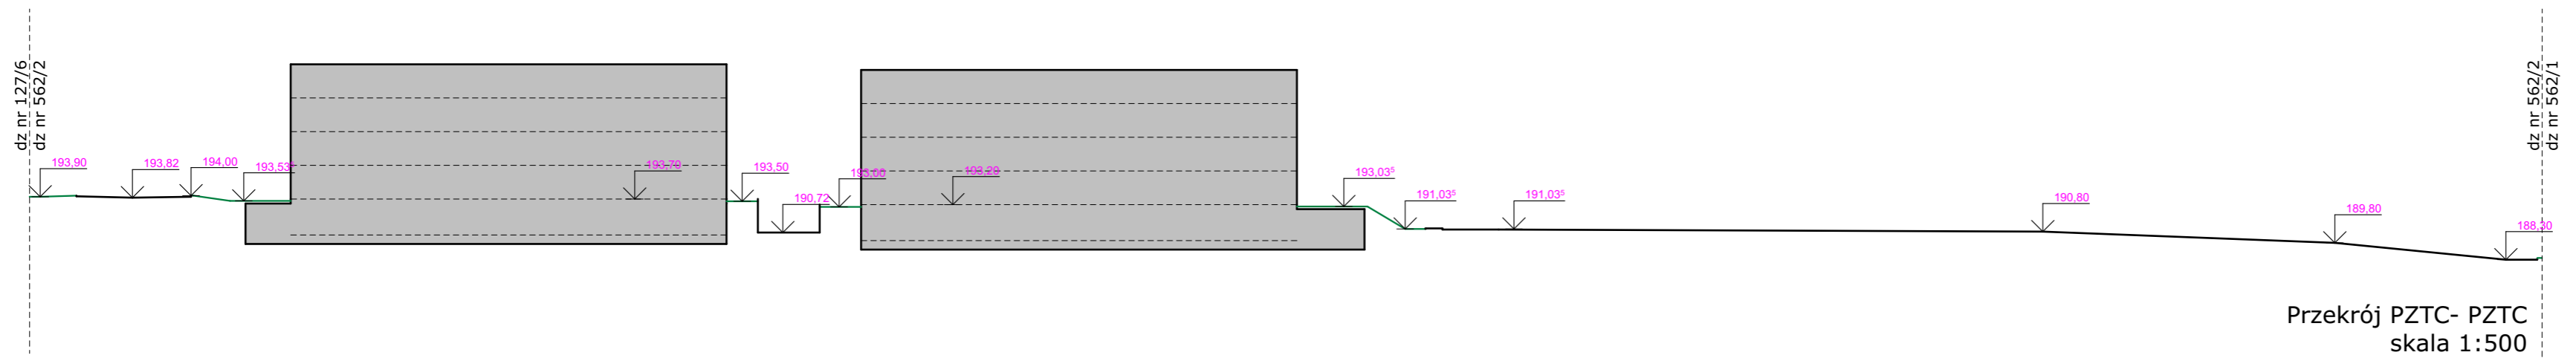 dz nr 127/6
dz nr 562/2
193,90
193,82
194,00
193,53⁵
193,70
193,50
190,72
193,00
193,20
193,03⁵
191,03⁵
191,03⁵
190,80
189,80
188,30
dz nr 562/2
dz nr 562/1
Przekrój PZTC- PZTC
skala 1:500